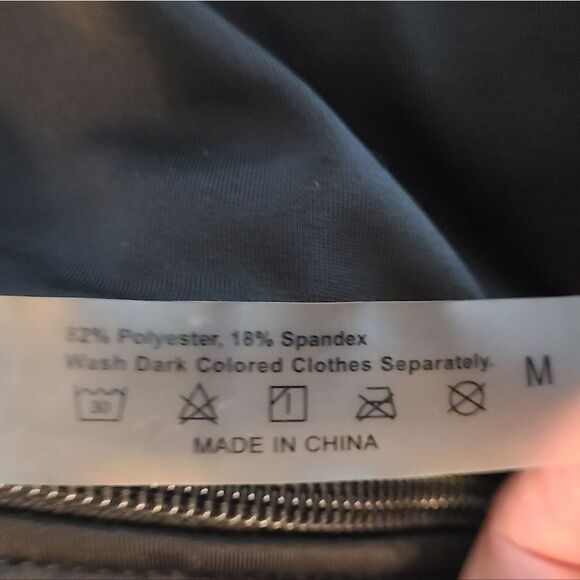 82% Polyester, 18% Spandex
Wash Dark Colored Clothes Separately.
M
30
MADE IN CHINA